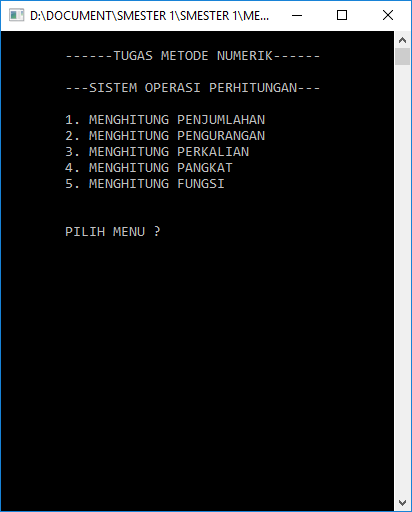 D:\DOCUMENT\SMESTER 1\SMESTER 1\ME...
------TUGAS METODE NUMERIK------
---SISTEM OPERASI PERHITUNGAN---
1. MENGHITUNG PENJUMLAHAN
2. MENGHITUNG PENGURANGAN
3. MENGHITUNG PERKALIAN
4. MENGHITUNG PANGKAT
5. MENGHITUNG FUNGSI
PILIH MENU ?